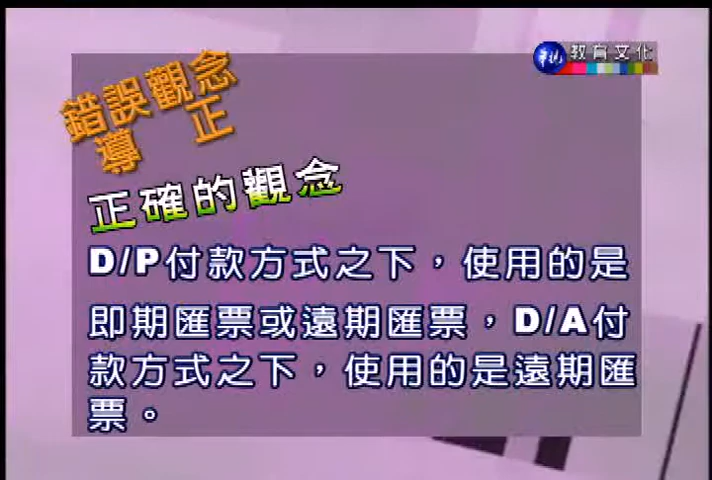 錯誤觀念
導正
華視 教育文化
正確的觀念
D/P付款方式之下，使用的是
即期匯票或遠期匯票，D/A付
款方式之下，使用的是遠期匯
票。